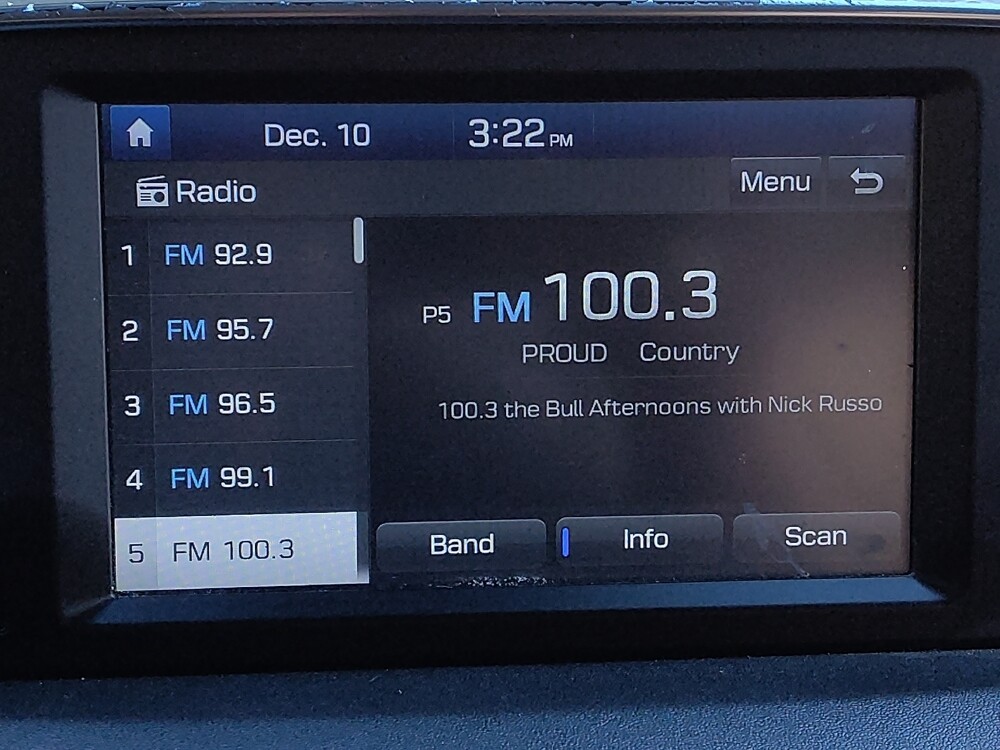 Dec. 10 3:22 PM
Radio Menu
1 FM 92.9
2 FM 95.7
3 FM 96.5
4 FM 99.1
5 FM 100.3
P5 FM 100.3
PROUD Country
100.3 the Bull Afternoons with Nick Russo
Band Info Scan